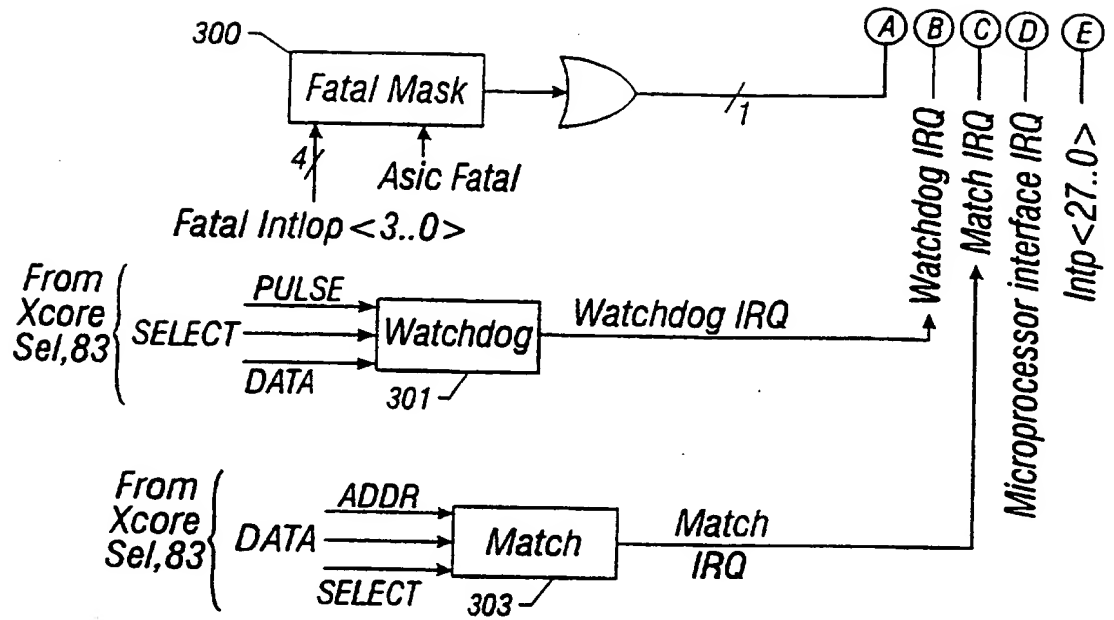 300
Fatal Mask
A
B
C
D
E
1
4
Asic Fatal
Fatal Intlop <3..0>
Watchdog IRQ
Match IRQ
Microprocessor interface IRQ
Intp<27..0>
From
Xcore
Sel,83
PULSE
SELECT
DATA
Watchdog
301
Watchdog IRQ
From
Xcore
Sel,83
ADDR
DATA
SELECT
Match
303
Match
IRQ